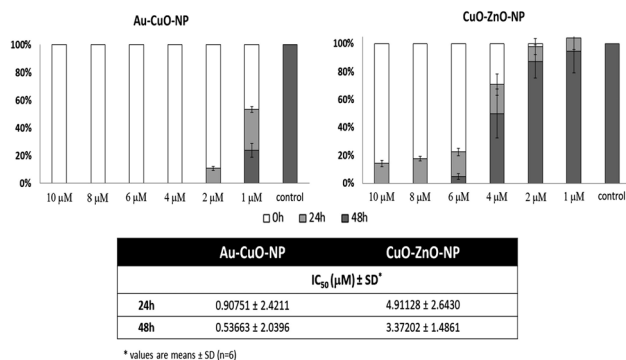 Au-CuO-NP
100%
80%
60%
40%
20%
0%
10 µM 8 µM 6 µM 4 µM 2 µM 1 µM control
CuO-ZnO-NP
100%
80%
60%
40%
20%
0%
10 µM 8 µM 6 µM 4 µM 2 µM 1 µM control
0h 24h 48h
Au-CuO-NP CuO-ZnO-NP
IC50 (µM) ± SD*
24h 0.90751 ± 2.4211 4.91128 ± 2.6430
48h 0.53663 ± 2.0396 3.37202 ± 1.4861
* values are means ± SD (n=6)